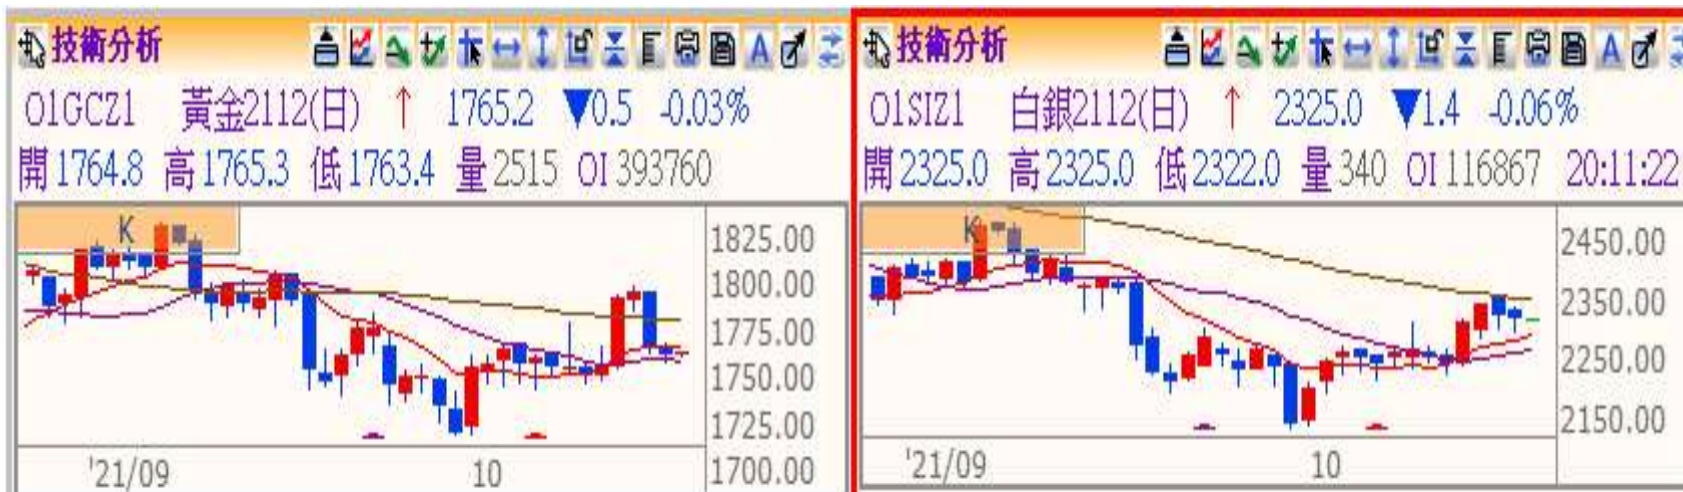 技術分析
O1GCZ1 黃金2112(日) ↑ 1765.2 ▼0.5 -0.03%
開1764.8 高1765.3 低1763.4 量2515 OI 393760
K
1825.00
1800.00
1775.00
1750.00
1725.00
1700.00
'21/09 10
技術分析 A
O1SIZ1 白銀2112(日) ↑ 2325.0 ▼1.4 -0.06%
開2325.0 高2325.0 低2322.0 量340 OI 116867 20:11:22
K
2450.00
2350.00
2250.00
2150.00
'21/09 10